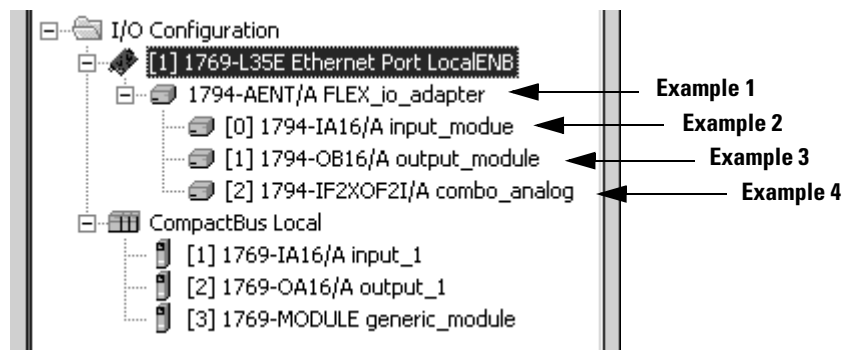 I/O Configuration
[1] 1769-L35E Ethernet Port LocalENB
1794-AENT/A FLEX_io_adapter Example 1
[0] 1794-IA16/A input_modue Example 2
[1] 1794-OB16/A output_module Example 3
[2] 1794-IF2XOF2I/A combo_analog Example 4
CompactBus Local
[1] 1769-IA16/A input_1
[2] 1769-OA16/A output_1
[3] 1769-MODULE generic_module